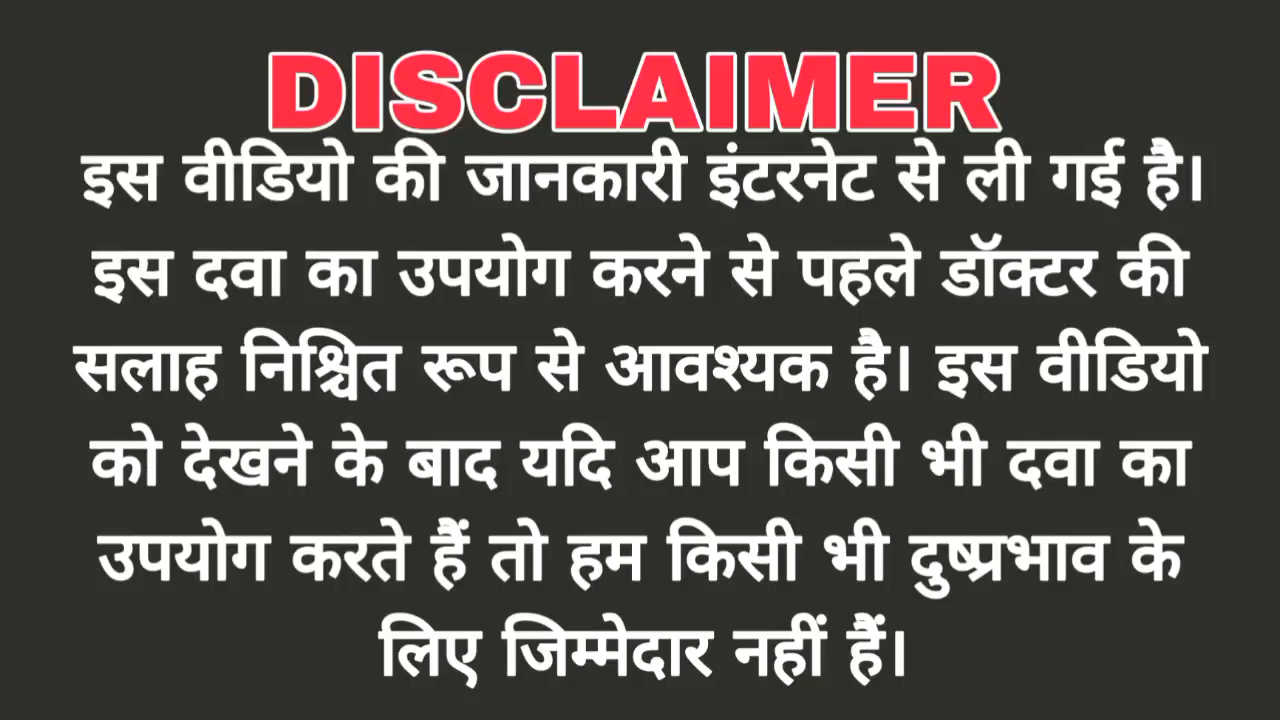 DISCLAIMER
इस वीडियो की जानकारी इंटरनेट से ली गई है।
इस दवा का उपयोग करने से पहले डॉक्टर की
सलाह निश्चित रूप से आवश्यक है। इस वीडियो
को देखने के बाद यदि आप किसी भी दवा का
उपयोग करते हैं तो हम किसी भी दुष्प्रभाव के
लिए जिम्मेदार नहीं हैं।